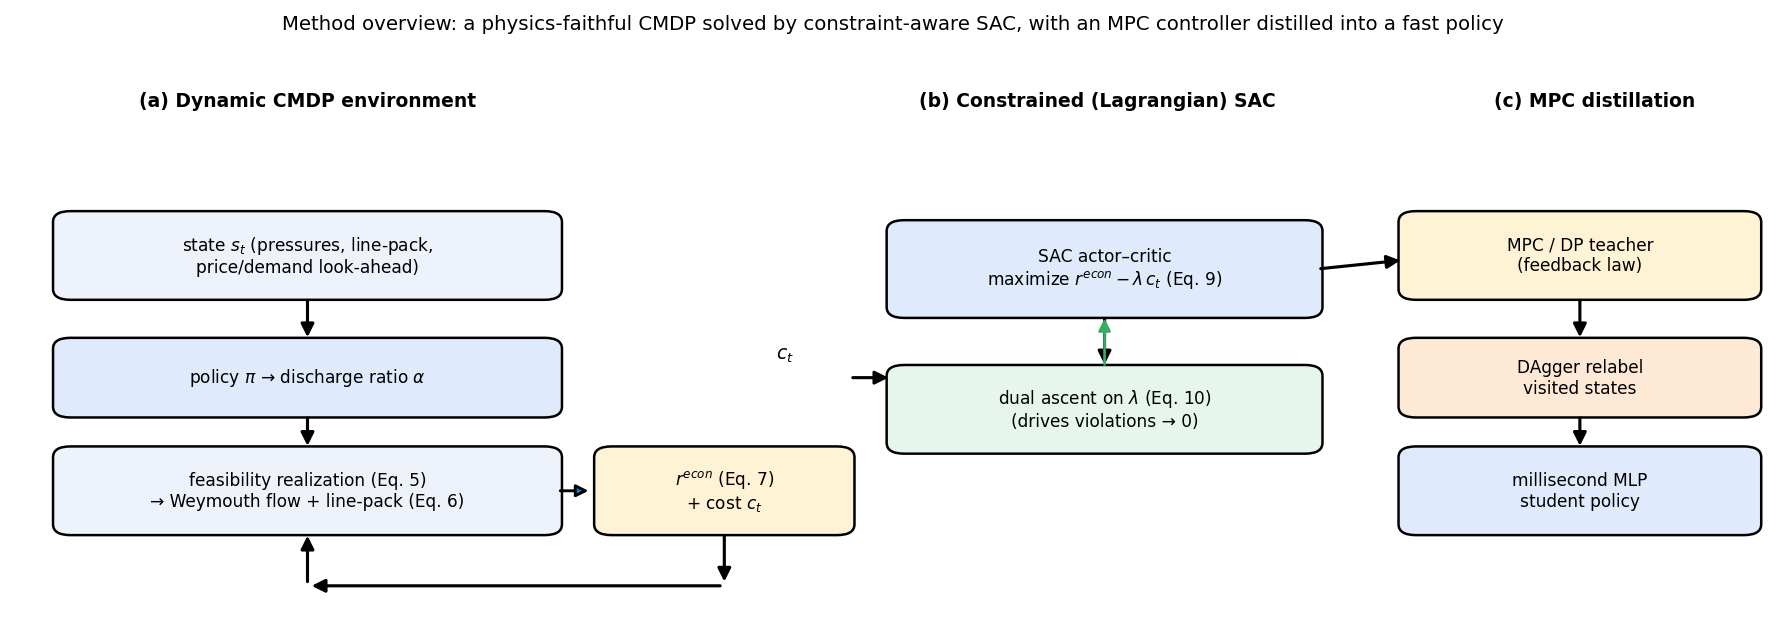 Method overview: a physics-faithful CMDP solved by constraint-aware SAC, with an MPC controller distilled into a fast policy
(a) Dynamic CMDP environment
state s_t (pressures, line-pack,
price/demand look-ahead)
policy π → discharge ratio α
feasibility realization (Eq. 5)
→ Weymouth flow + line-pack (Eq. 6)
r^{econ} (Eq. 7)
+ cost c_t
c_t
(b) Constrained (Lagrangian) SAC
SAC actor–critic
maximize r^{econ} − λ c_t (Eq. 9)
dual ascent on λ (Eq. 10)
(drives violations → 0)
(c) MPC distillation
MPC / DP teacher
(feedback law)
DAgger relabel
visited states
millisecond MLP
student policy